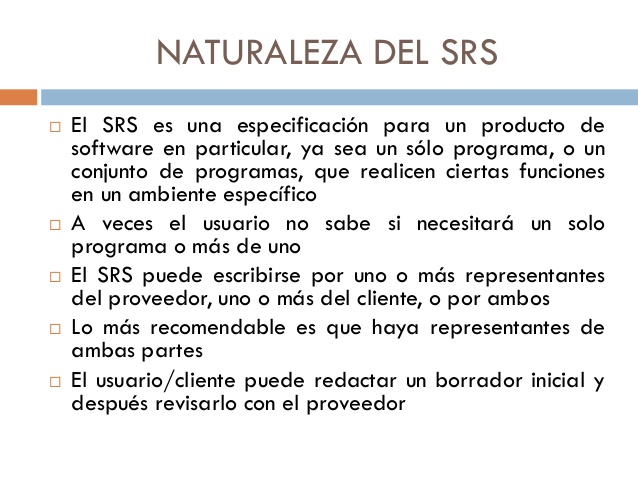 NATURALEZA DEL SRS
El SRS es una especificación para un producto de
software en particular, ya sea un sólo programa, o un
conjunto de programas, que realicen ciertas funciones
en un ambiente específico
A veces el usuario no sabe si necesitará un solo
programa o más de uno
El SRS puede escribirse por uno o más representantes
del proveedor, uno o más del cliente, o por ambos
Lo más recomendable es que haya representantes de
ambas partes
El usuario/cliente puede redactar un borrador inicial y
después revisarlo con el proveedor